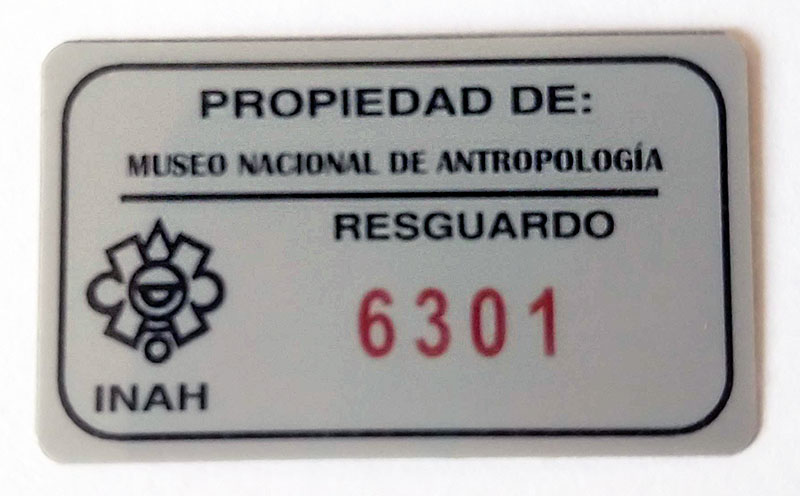 PROPIEDAD DE:
MUSEO NACIONAL DE ANTROPOLOGÍA
RESGUARDO
6301
INAH